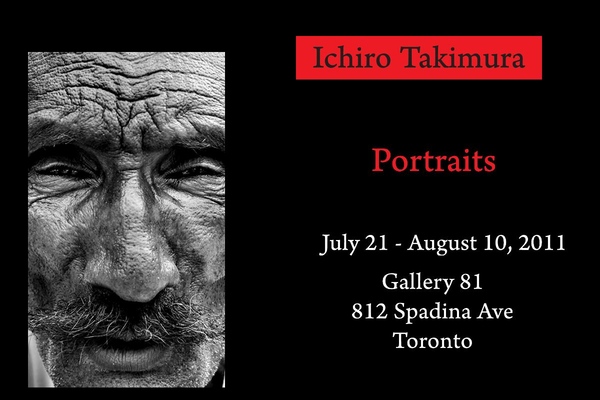 Ichiro Takimura
Portraits
July 21 - August 10, 2011
Gallery 81
812 Spadina Ave
Toronto